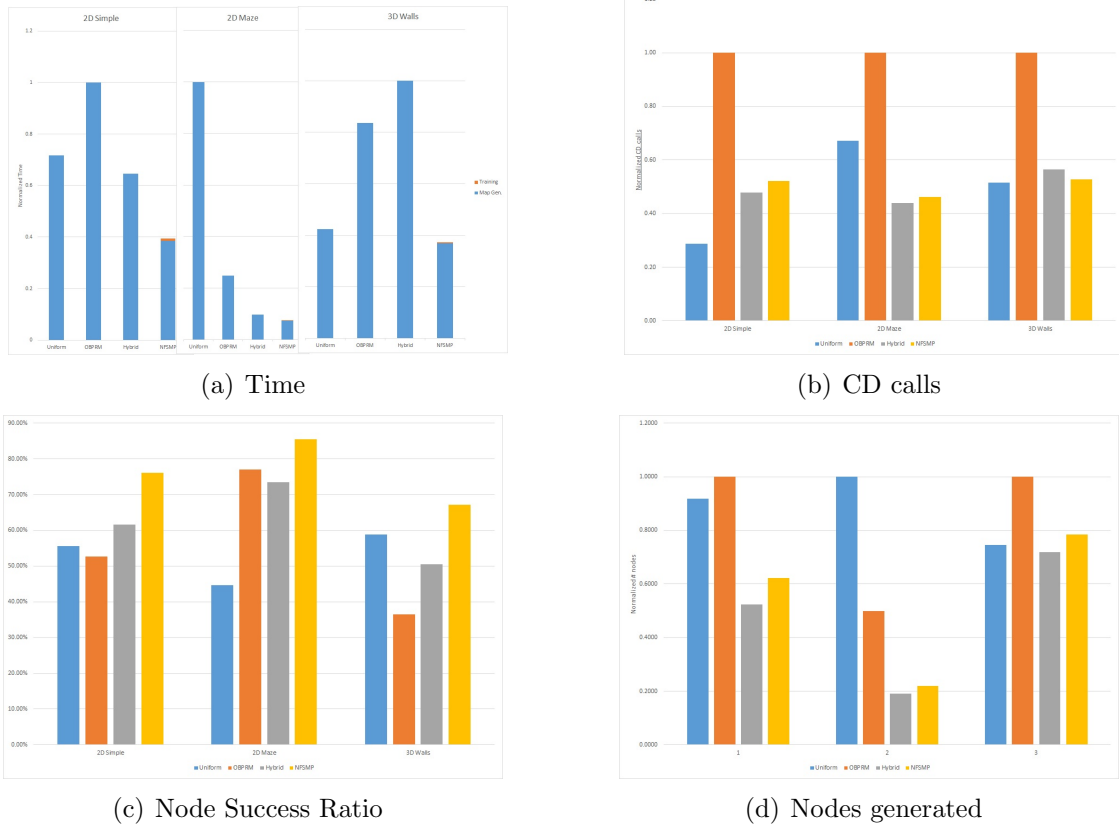 2D Simple
2D Maze
3D Walls
1.2
1
0.8
0.6
0.4
0.2
0
Normalized Time
Uniform OBPRM Hybrid NFSMP
Uniform OBPRM Hybrid NFSMP
Uniform OBPRM Hybrid NFSMP
Training
Map Gen.
(a) Time
1.20
1.00
0.80
0.60
0.40
0.20
0.00
Normalized CD calls
2D Simple 2D Maze 3D Walls
Uniform OBPRM Hybrid NFSMP
(b) CD calls
90.00%
80.00%
70.00%
60.00%
50.00%
40.00%
30.00%
20.00%
10.00%
0.00%
2D Simple 2D Maze 3D Walls
Uniform OBPRM Hybrid NFSMP
(c) Node Success Ratio
1.2000
1.0000
0.8000
0.6000
0.4000
0.2000
0.0000
Normalized # nodes
1 2 3
Uniform OBPRM Hybrid NFSMP
(d) Nodes generated